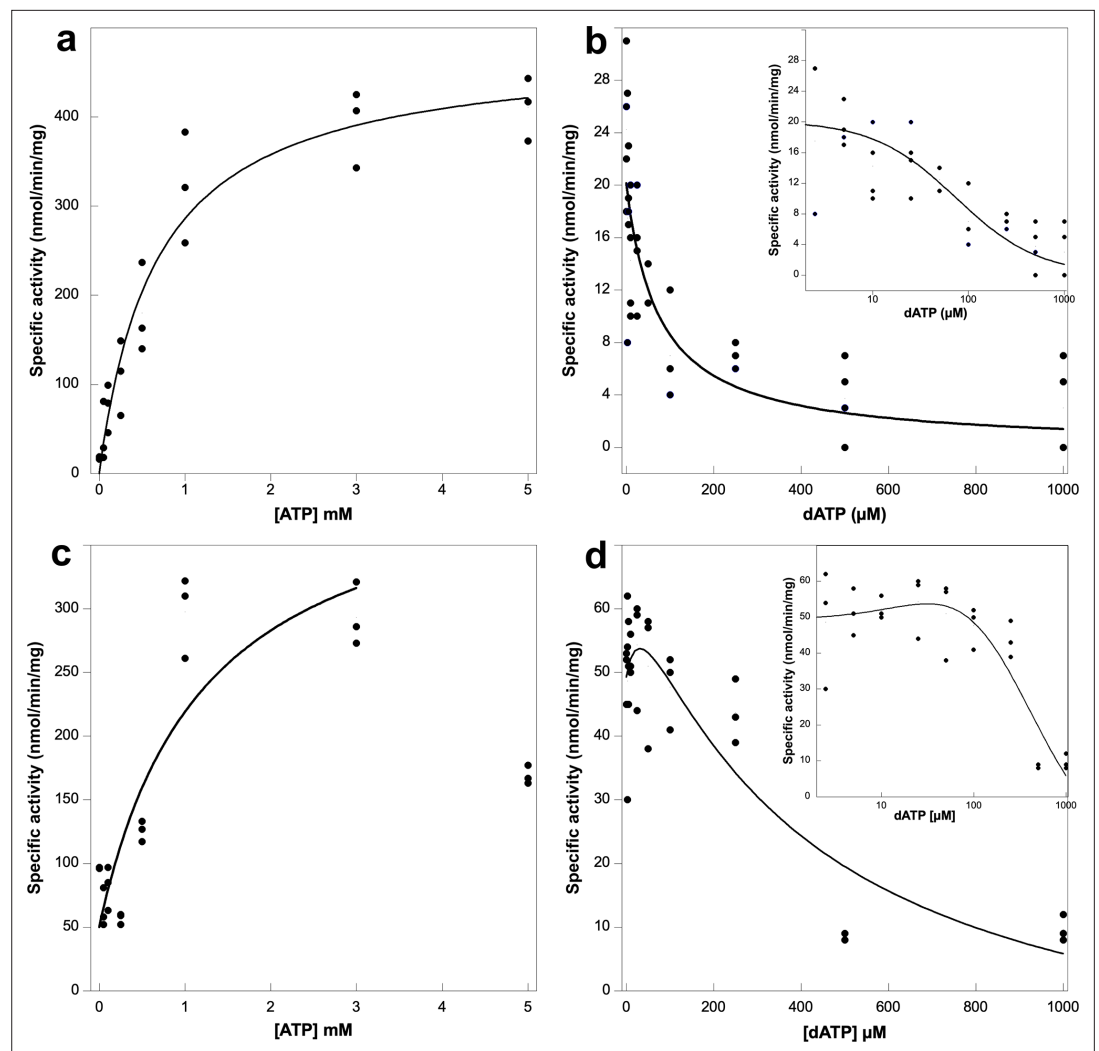 a
Specific activity (nmol/min/mg)
400
300
200
100
0
0 1 2 3 4 5
[ATP] mM
b
Specific activity (nmol/min/mg)
28
24
20
16
12
8
4
0
0 200 400 600 800 1000
dATP (µM)
Specific activity (nmol/min/mg)
28
24
20
16
12
8
4
0
10 100 1000
dATP (µM)
c
Specific activity (nmol/min/mg)
300
250
200
150
100
50
0
0 1 2 3 4 5
[ATP] mM
d
Specific activity (nmol/min/mg)
60
50
40
30
20
10
0
0 200 400 600 800 1000
[dATP] µM
Specific activity (nmol/min/mg)
60
50
40
30
20
10
0
10 100 1000
dATP [µM]